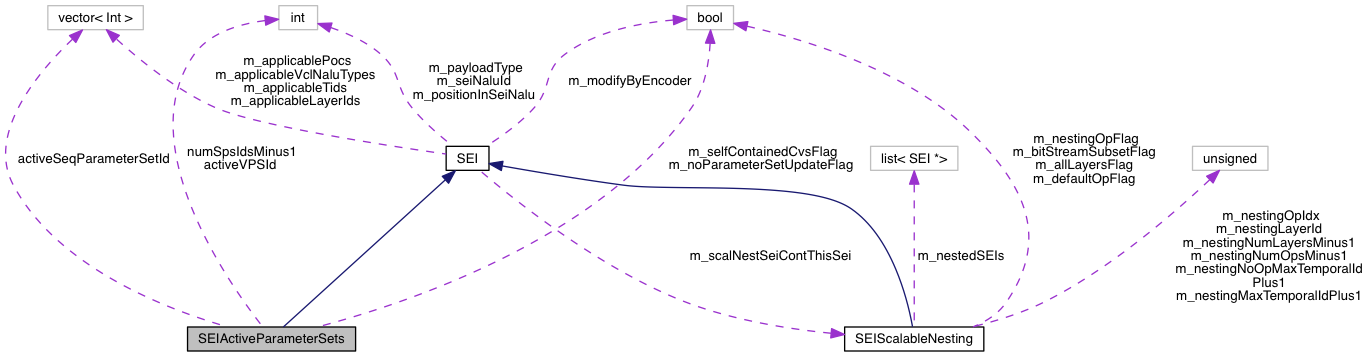 vector< Int >
int
bool
m_applicablePocs
m_applicableVclNaluTypes
m_applicableTids
m_applicableLayerIds
m_payloadType
m_seiNaluId
m_positionInSeiNalu
m_modifyByEncoder
activeSeqParameterSetId
numSpsIdsMinus1
activeVPSId
SEI
m_selfContainedCvsFlag
m_noParameterSetUpdateFlag
list< SEI *>
m_nestingOpFlag
m_bitStreamSubsetFlag
m_allLayersFlag
m_defaultOpFlag
unsigned
m_scalNestSeiContThisSei
m_nestedSEIs
m_nestingOpIdx
m_nestingLayerId
m_nestingNumLayersMinus1
m_nestingNumOpsMinus1
m_nestingNoOpMaxTemporalId
Plus1
m_nestingMaxTemporalIdPlus1
SEIActiveParameterSets
SEIScalableNesting